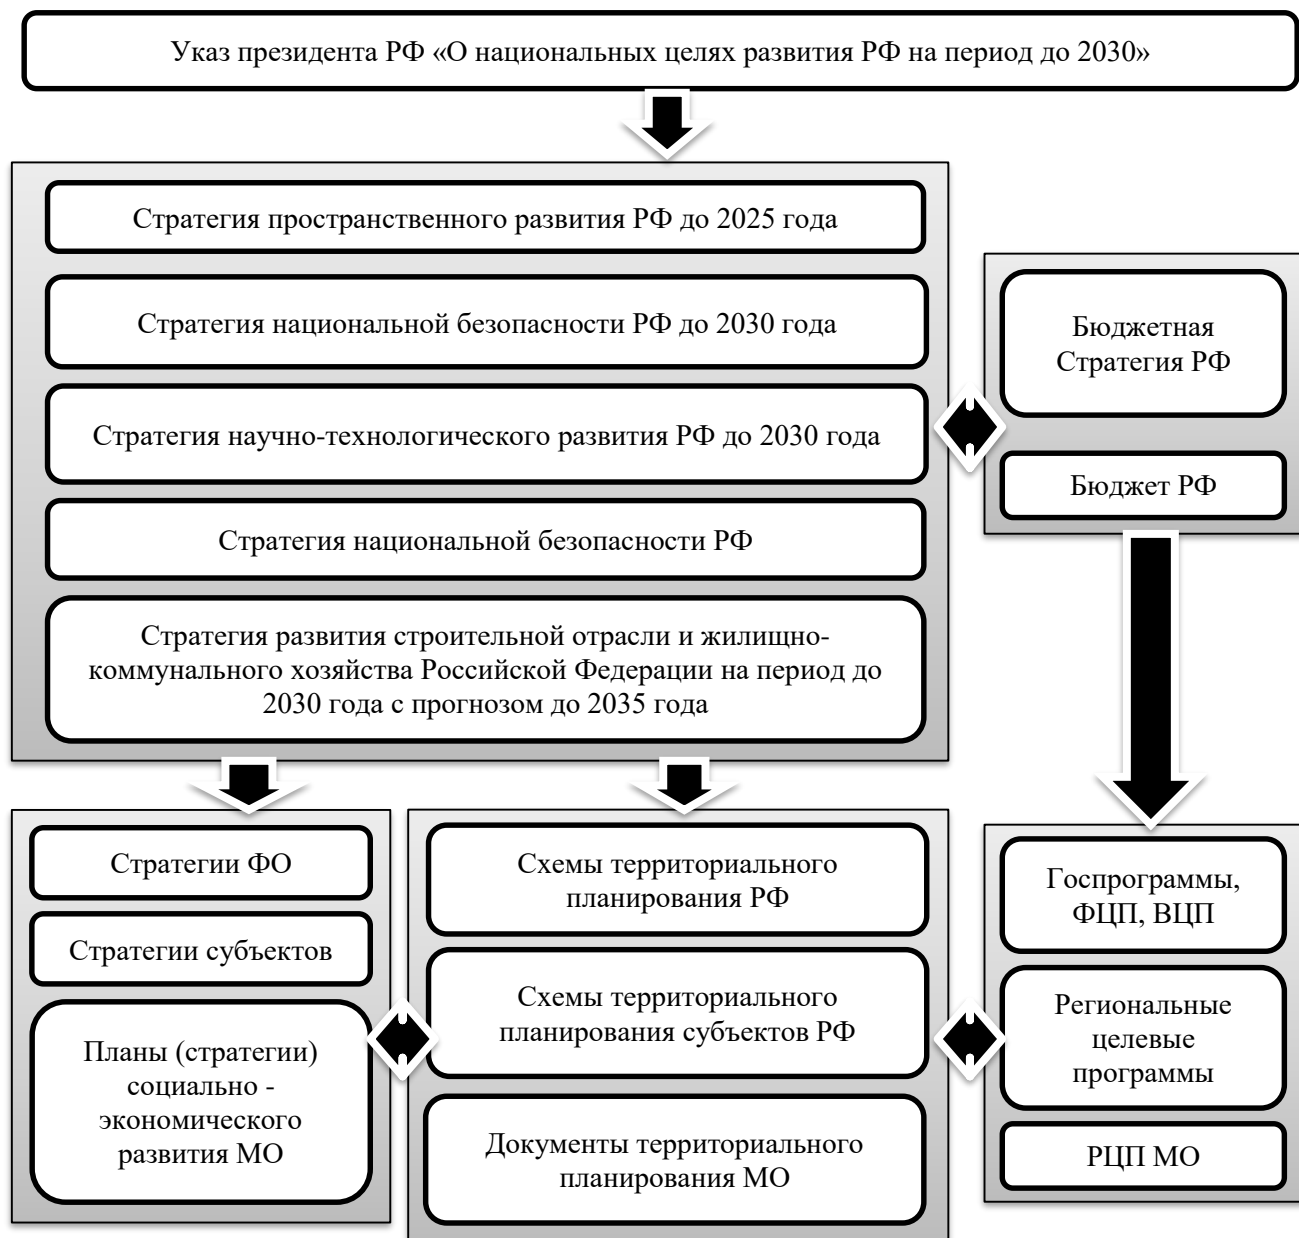 Указ президента РФ «О национальных целях развития РФ на период до 2030»
Стратегия пространственного развития РФ до 2025 года
Стратегия национальной безопасности РФ до 2030 года
Стратегия научно-технологического развития РФ до 2030 года
Стратегия национальной безопасности РФ
Стратегия развития строительной отрасли и жилищно-
коммунального хозяйства Российской Федерации на период до
2030 года с прогнозом до 2035 года
Бюджетная
Стратегия РФ
Бюджет РФ
Стратегии ФО
Стратегии субъектов
Планы (стратегии)
социально -
экономического
развития МО
Схемы территориального
планирования РФ
Схемы территориального
планирования субъектов РФ
Документы территориального
планирования МО
Госпрограммы,
ФЦП, ВЦП
Региональные
целевые
программы
РЦП МО